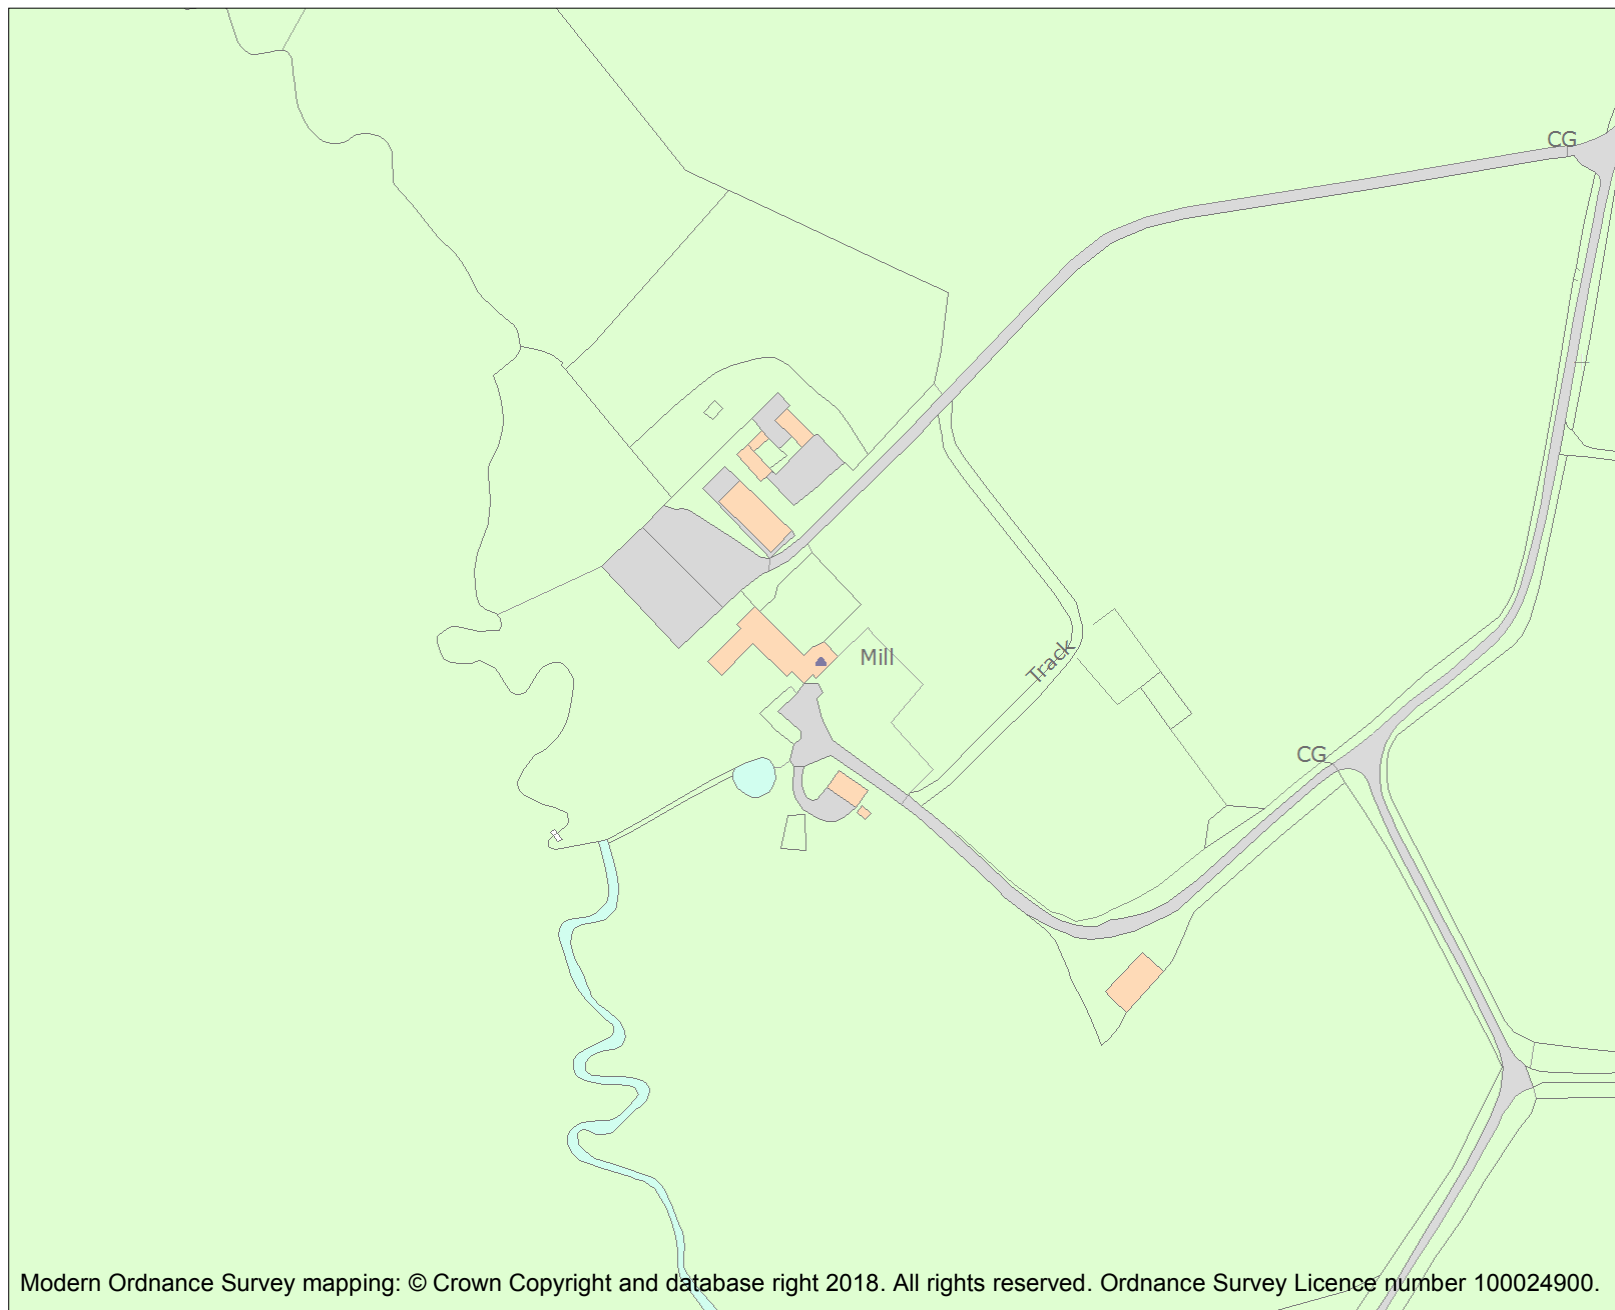 CG
Mill
Track
CG
Modern Ordnance Survey mapping: © Crown Copyright and database right 2018. All rights reserved. Ordnance Survey Licence number 100024900.